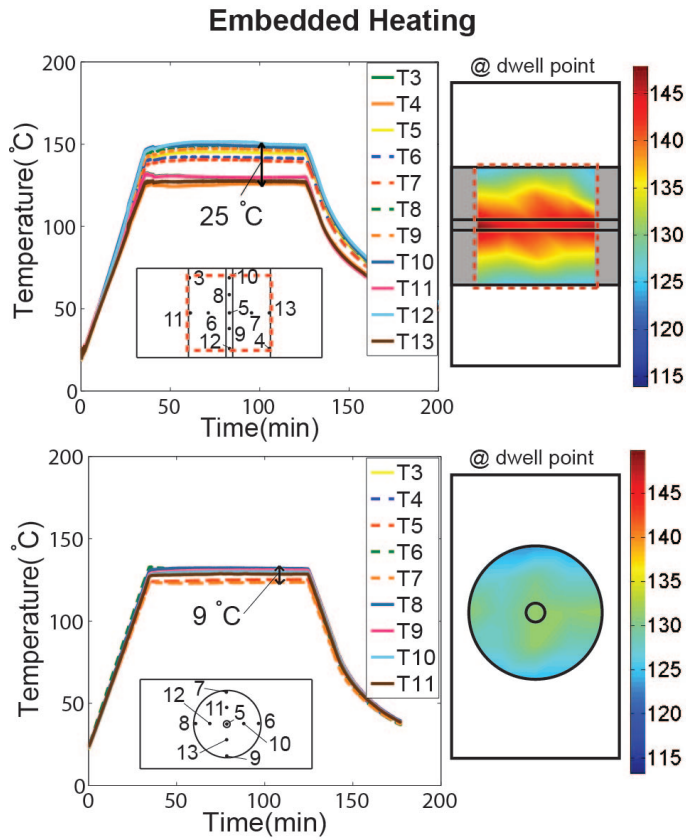 Embedded Heating
Temperature(°C)
200
150
100
50
0
0 50 100 150 200
Time(min)
25 °C
T3
T4
T5
T6
T7
T8
T9
T10
T11
T12
T13
3 10
8
11 6 5 7 13
9
12 4
@ dwell point
145
140
135
130
125
120
115
Temperature(°C)
200
150
100
50
0
0 50 100 150 200
Time(min)
9 °C
T3
T4
T5
T6
T7
T8
T9
T10
T11
7
12 11 5
8 6
10
13
9
@ dwell point
145
140
135
130
125
120
115